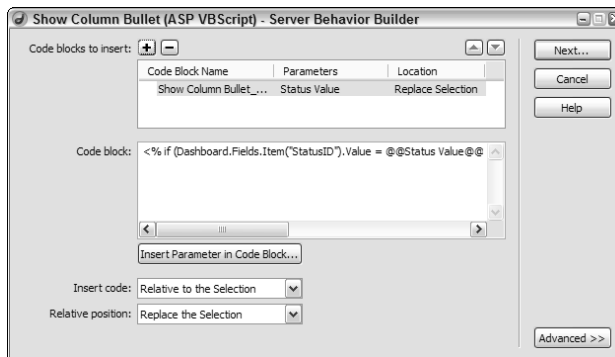 Show Column Bullet (ASP VBScript) - Server Behavior Builder
Code blocks to insert:
Next...
Code Block Name Parameters Location
Show Column Bullet_... Status Value Replace Selection
Cancel
Help
Code block: <% if (Dashboard.Fields.Item("StatusID").Value = @@Status Value@@
Insert Parameter in Code Block...
Insert code: Relative to the Selection
Relative position: Replace the Selection
Advanced >>